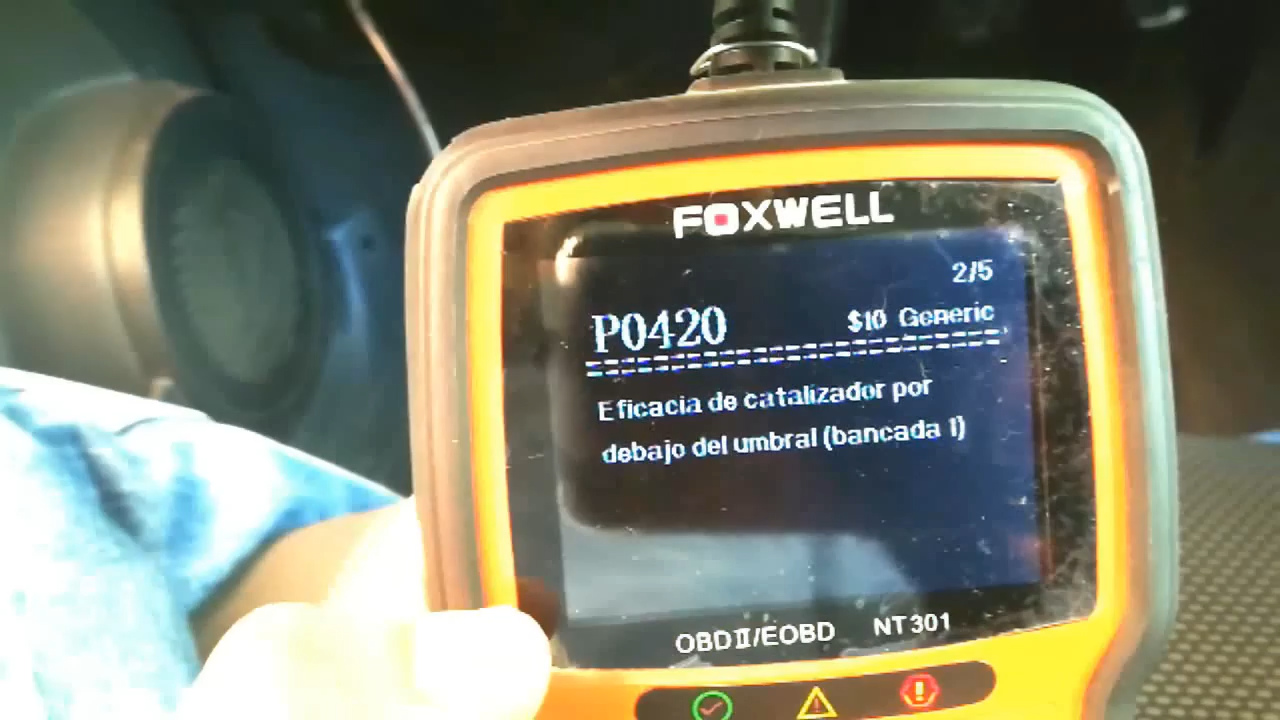 FOXWELL
2/5
P0420
$10 Generic
Eficacia de catalizador por
debajo del umbral (bancada 1)
OBDII/EOBD NT301